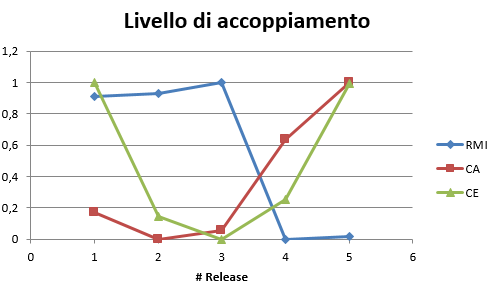 Livello di accoppiamento
1,2
1
0,8
0,6
0,4
0,2
0
0 1 2 3 4 5 6
# Release
RMI
CA
CE